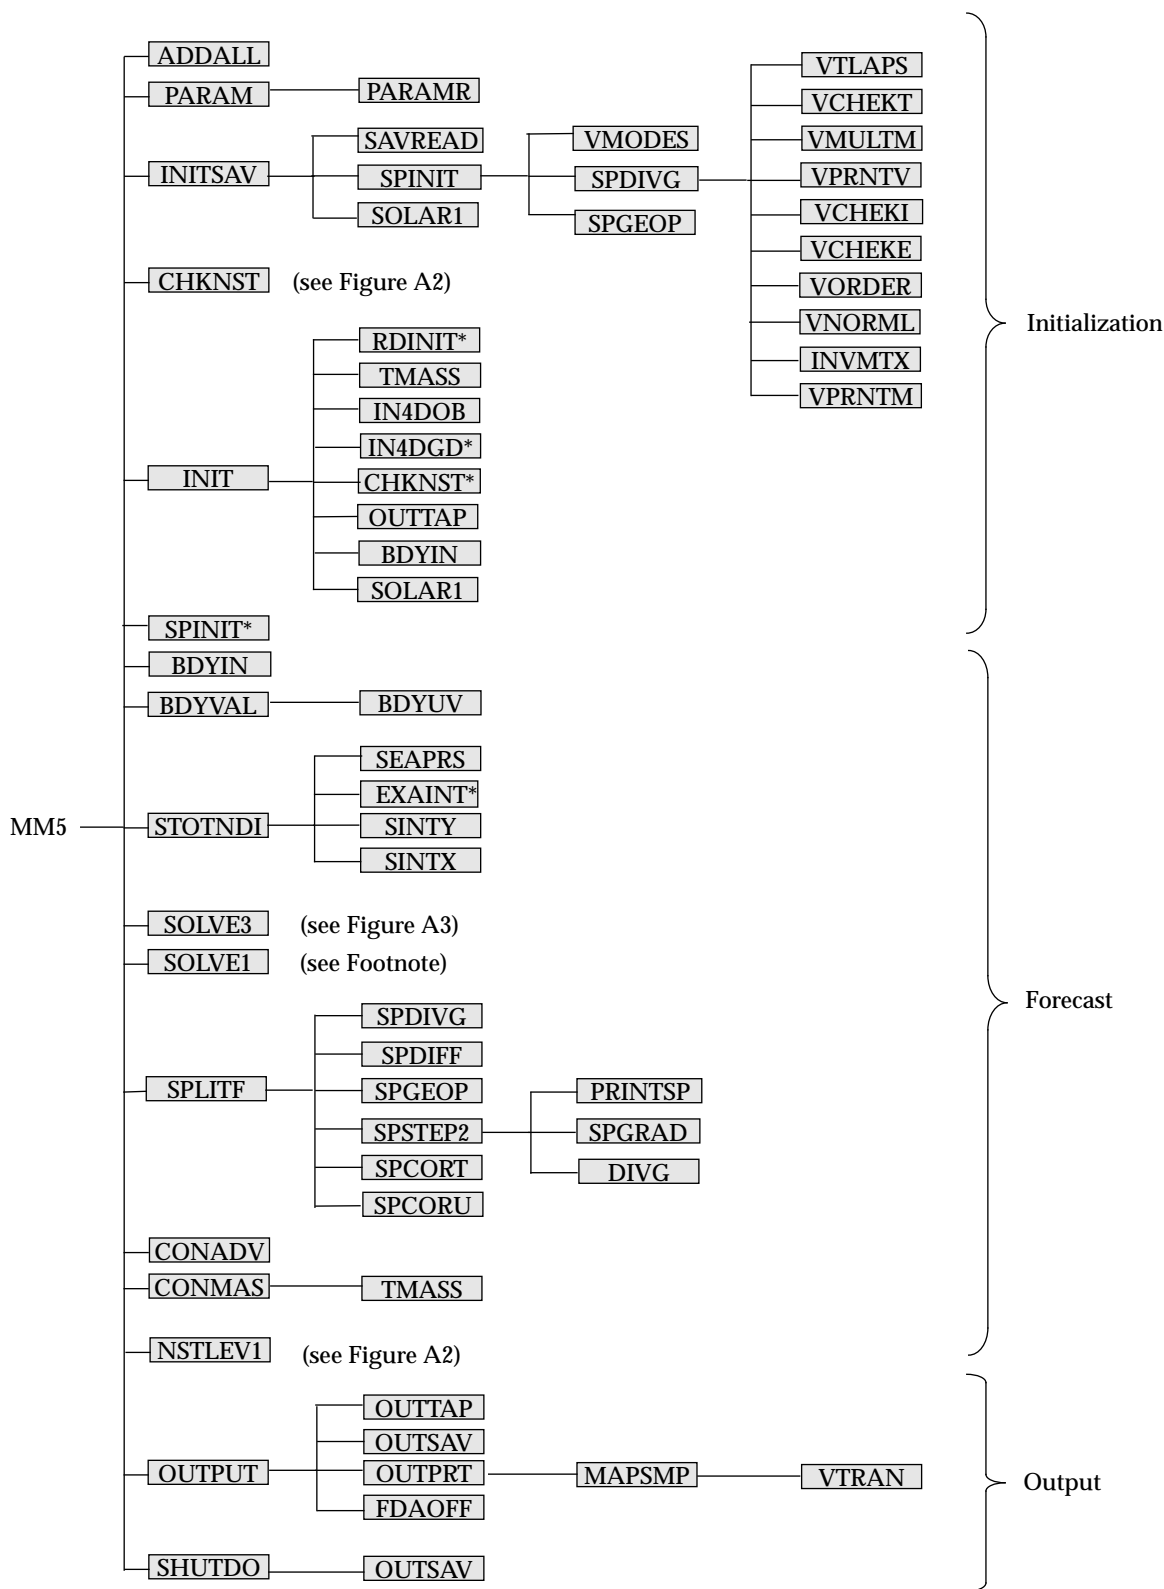 ADDALL
PARAM
PARAMR
INITSAV
SAVREAD
SPINIT
SOLAR1
VMODES
SPDIVG
SPGEOP
VTLAPS
VCHEKT
VMULTM
VPRNTV
VCHEKI
VCHEKE
VORDER
VNORML
INVMTX
VPRNTM
CHKNST (see Figure A2)
INIT
RDINIT*
TMASS
IN4DOB
IN4DGD*
CHKNST*
OUTTAP
BDYIN
SOLAR1
Initialization
SPINIT*
BDYIN
BDYVAL
BDYUV
MM5
STOTNDI
SEAPRS
EXAINT*
SINTY
SINTX
SOLVE3 (see Figure A3)
SOLVE1 (see Footnote)
SPLITF
SPDIVG
SPDIFF
SPGEOP
SPSTEP2
SPCORT
SPCORU
PRINTSP
SPGRAD
DIVG
Forecast
CONADV
CONMAS
TMASS
NSTLEV1 (see Figure A2)
OUTPUT
OUTTAP
OUTSAV
OUTPRT
FDAOFF
MAPSMP
VTRAN
Output
SHUTDO
OUTSAV